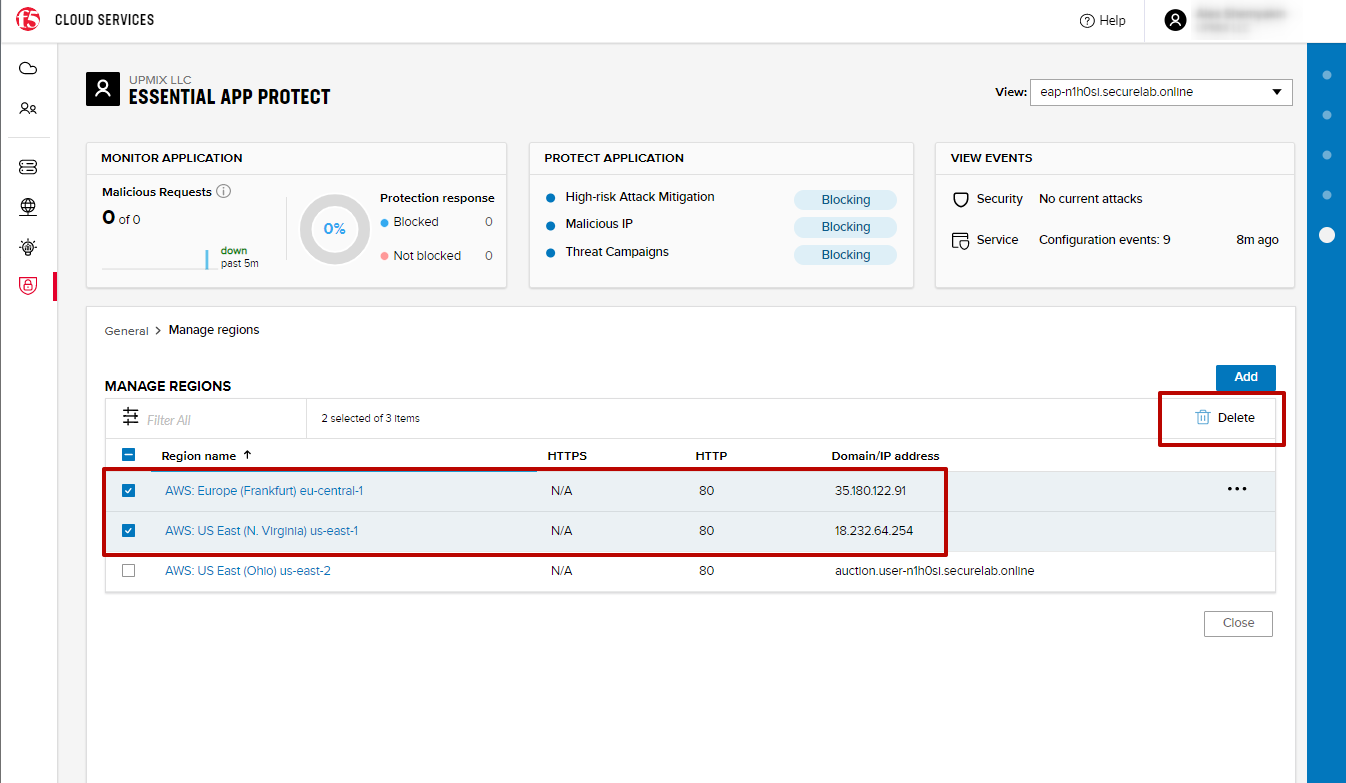 f5 CLOUD SERVICES
Help
UPMIX LLC
ESSENTIAL APP PROTECT
View: eap-n1h0sl.securelab.online
MONITOR APPLICATION
Malicious Requests
0 of 0
down
past 5m
0%
Protection response
Blocked 0
Not blocked 0
PROTECT APPLICATION
High-risk Attack Mitigation Blocking
Malicious IP Blocking
Threat Campaigns Blocking
VIEW EVENTS
Security No current attacks
Service Configuration events: 9 8m ago
General > Manage regions
MANAGE REGIONS
Add
Filter All
2 selected of 3 items
Delete
Region name ↑ HTTPS HTTP Domain/IP address
AWS: Europe (Frankfurt) eu-central-1 N/A 80 35.180.122.91
AWS: US East (N. Virginia) us-east-1 N/A 80 18.232.64.254
AWS: US East (Ohio) us-east-2 N/A 80 auction.user-n1h0sl.securelab.online
Close